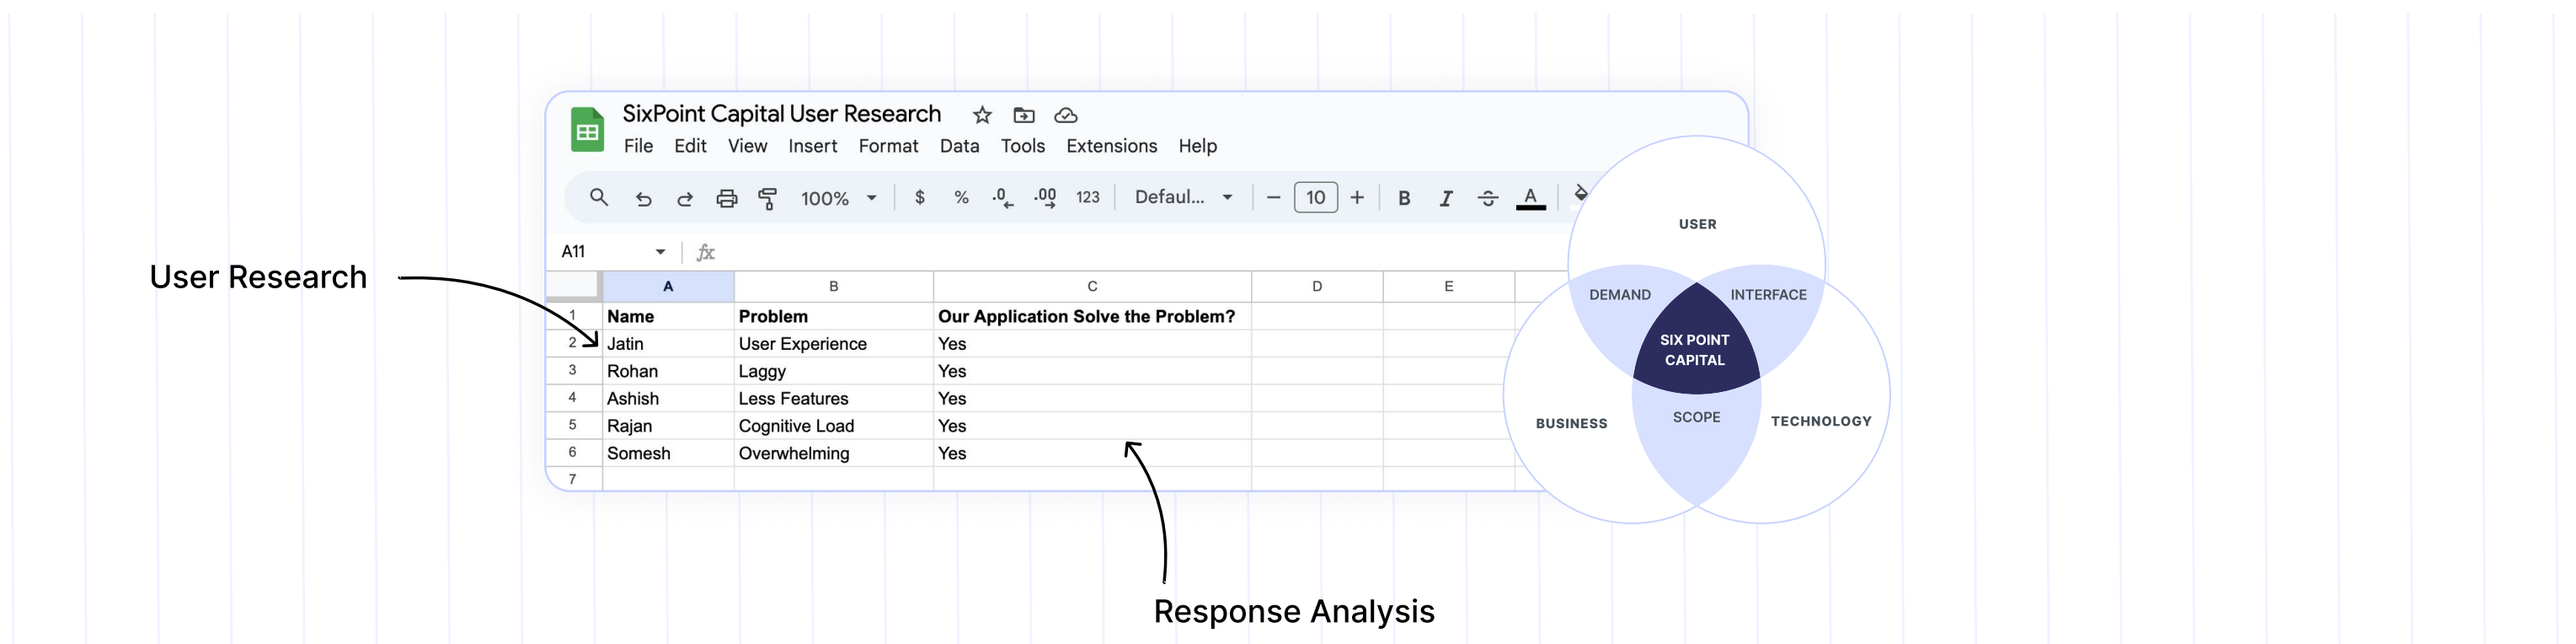 SixPoint Capital User Research
File Edit View Insert Format Data Tools Extensions Help
100% $ % .0 .00 123 Defaul... − 10 + B I S A
A11 fx
A B C D E
1 Name Problem Our Application Solve the Problem?
2 Jatin User Experience Yes
3 Rohan Laggy Yes
4 Ashish Less Features Yes
5 Rajan Cognitive Load Yes
6 Somesh Overwhelming Yes
7
User Research
Response Analysis
USER
DEMAND
INTERFACE
SIX POINT
CAPITAL
BUSINESS
SCOPE
TECHNOLOGY